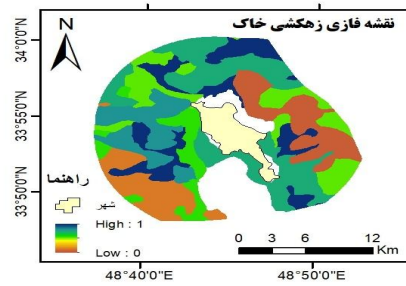 نقشه فازی زهکشی خاک
N
34°0'0"N
33°55'0"N
33°50'0"N
راهنما
شهر
High : 1
Low : 0
0 3 6 12
Km
48°40'0"E
48°50'0"E